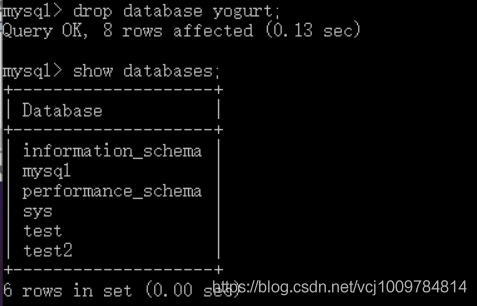 mysql> drop database yogurt;
Query OK, 8 rows affected (0.13 sec)
mysql> show databases;
+--------------------+
| Database           |
+--------------------+
| information_schema |
| mysql              |
| performance_schema |
| sys                |
| test               |
| test2              |
+--------------------+
6 rows in set (0.00 sec)
https://blog.csdn.net/vcj1009784814